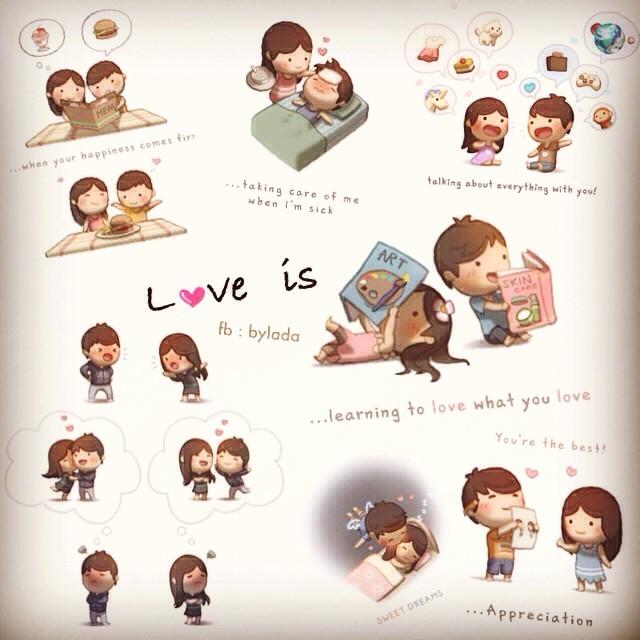 MENU
...when your happiness comes firs
...taking care of me
when I'm sick
talking about everything with you!
Love is
fb : bylada
ART
SKIN
CARE
...learning to love what you love
You're the best!
SWEET DREAMS
...Appreciation